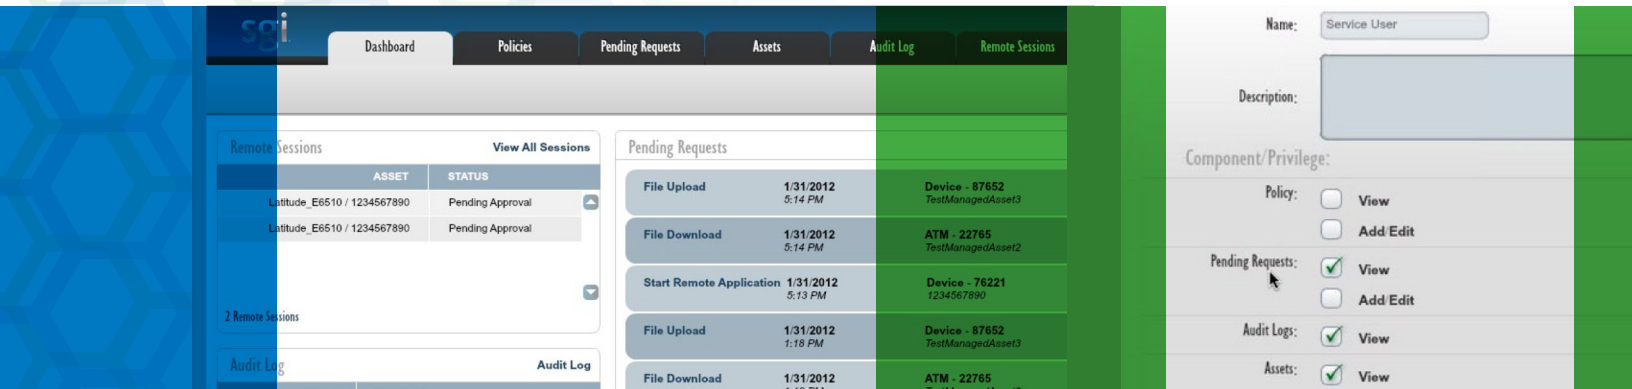 sgi
Dashboard Policies Pending Requests Assets Audit Log Remote Sessions
Remote Sessions View All Sessions
ASSET STATUS
Latitude_E6510 / 1234567890 Pending Approval
Latitude_E6510 / 1234567890 Pending Approval
2 Remote Sessions
Audit Log Audit Log
Pending Requests
File Upload 1/31/2012 Device - 87652
5:14 PM TestManagedAsset3
File Download 1/31/2012 ATM - 22765
5:14 PM TestManagedAsset2
Start Remote Application 1/31/2012 Device - 76221
5:13 PM 1234567890
File Upload 1/31/2012 Device - 87652
1:18 PM TestManagedAsset3
File Download 1/31/2012 ATM - 22765
Name: Service User
Description:
Component/Privilege:
Policy: View
Add/Edit
Pending Requests: View
Add/Edit
Audit Logs: View
Assets: View